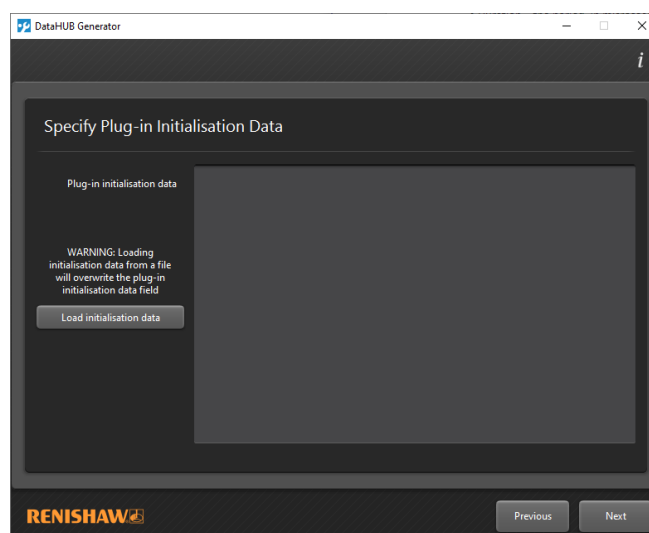 DataHUB Generator
i
Specify Plug-in Initialisation Data
Plug-in initialisation data
WARNING: Loading
initialisation data from a file
will overwrite the plug-in
initialisation data field
Load initialisation data
RENISHAW
Previous
Next